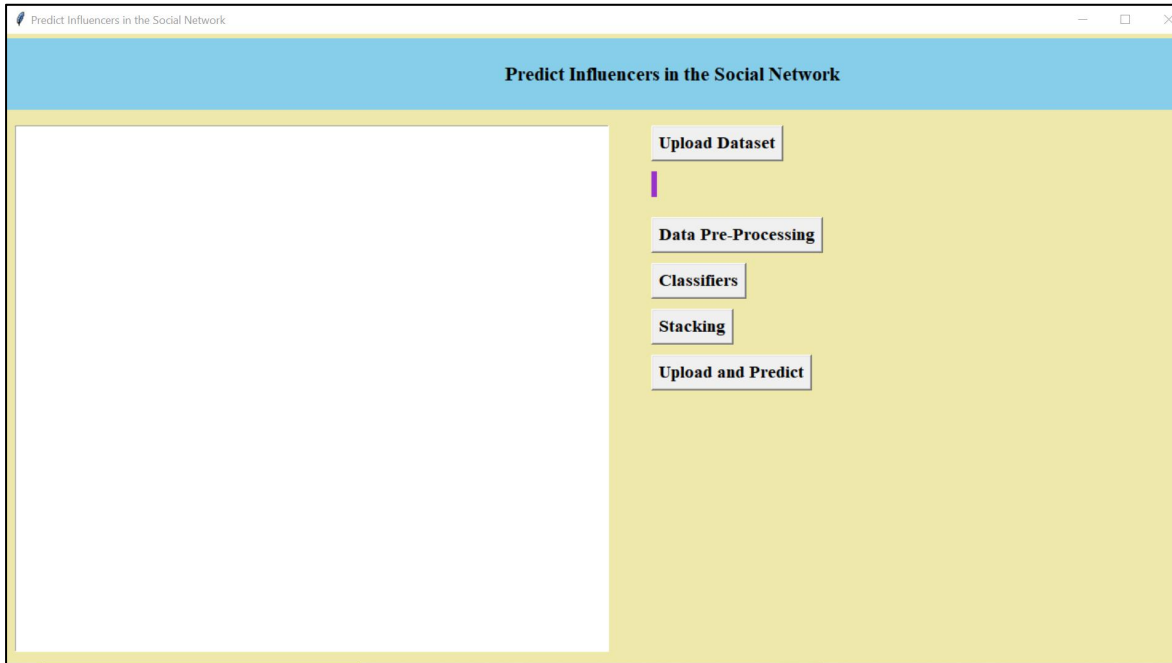 Predict Influencers in the Social Network
Predict Influencers in the Social Network
Upload Dataset
Data Pre-Processing
Classifiers
Stacking
Upload and Predict